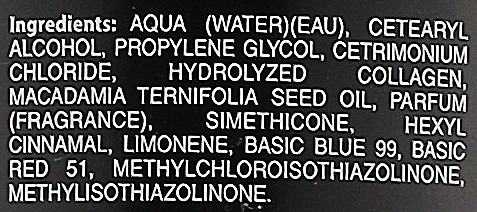 Ingredients: AQUA (WATER)(EAU), CETEARYL
ALCOHOL, PROPYLENE GLYCOL, CETRIMONIUM
CHLORIDE, HYDROLYZED COLLAGEN,
MACADAMIA TERNIFOLIA SEED OIL, PARFUM
(FRAGRANCE), SIMETHICONE, HEXYL
CINNAMAL, LIMONENE, BASIC BLUE 99, BASIC
RED 51, METHYLCHLOROISOTHIAZOLINONE,
METHYLISOTHIAZOLINONE.